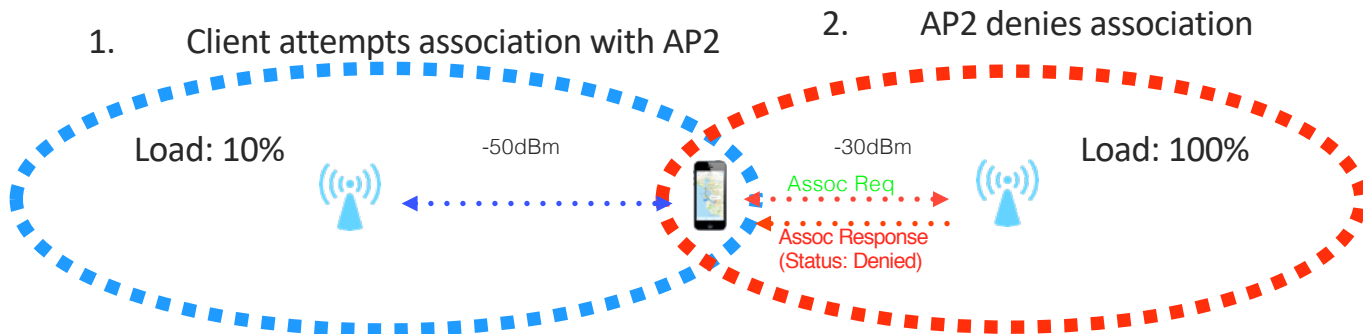 1. Client attempts association with AP2
2. AP2 denies association
Load: 10%
-50dBm
-30dBm
Load: 100%
Assoc Req
Assoc Response
(Status: Denied)